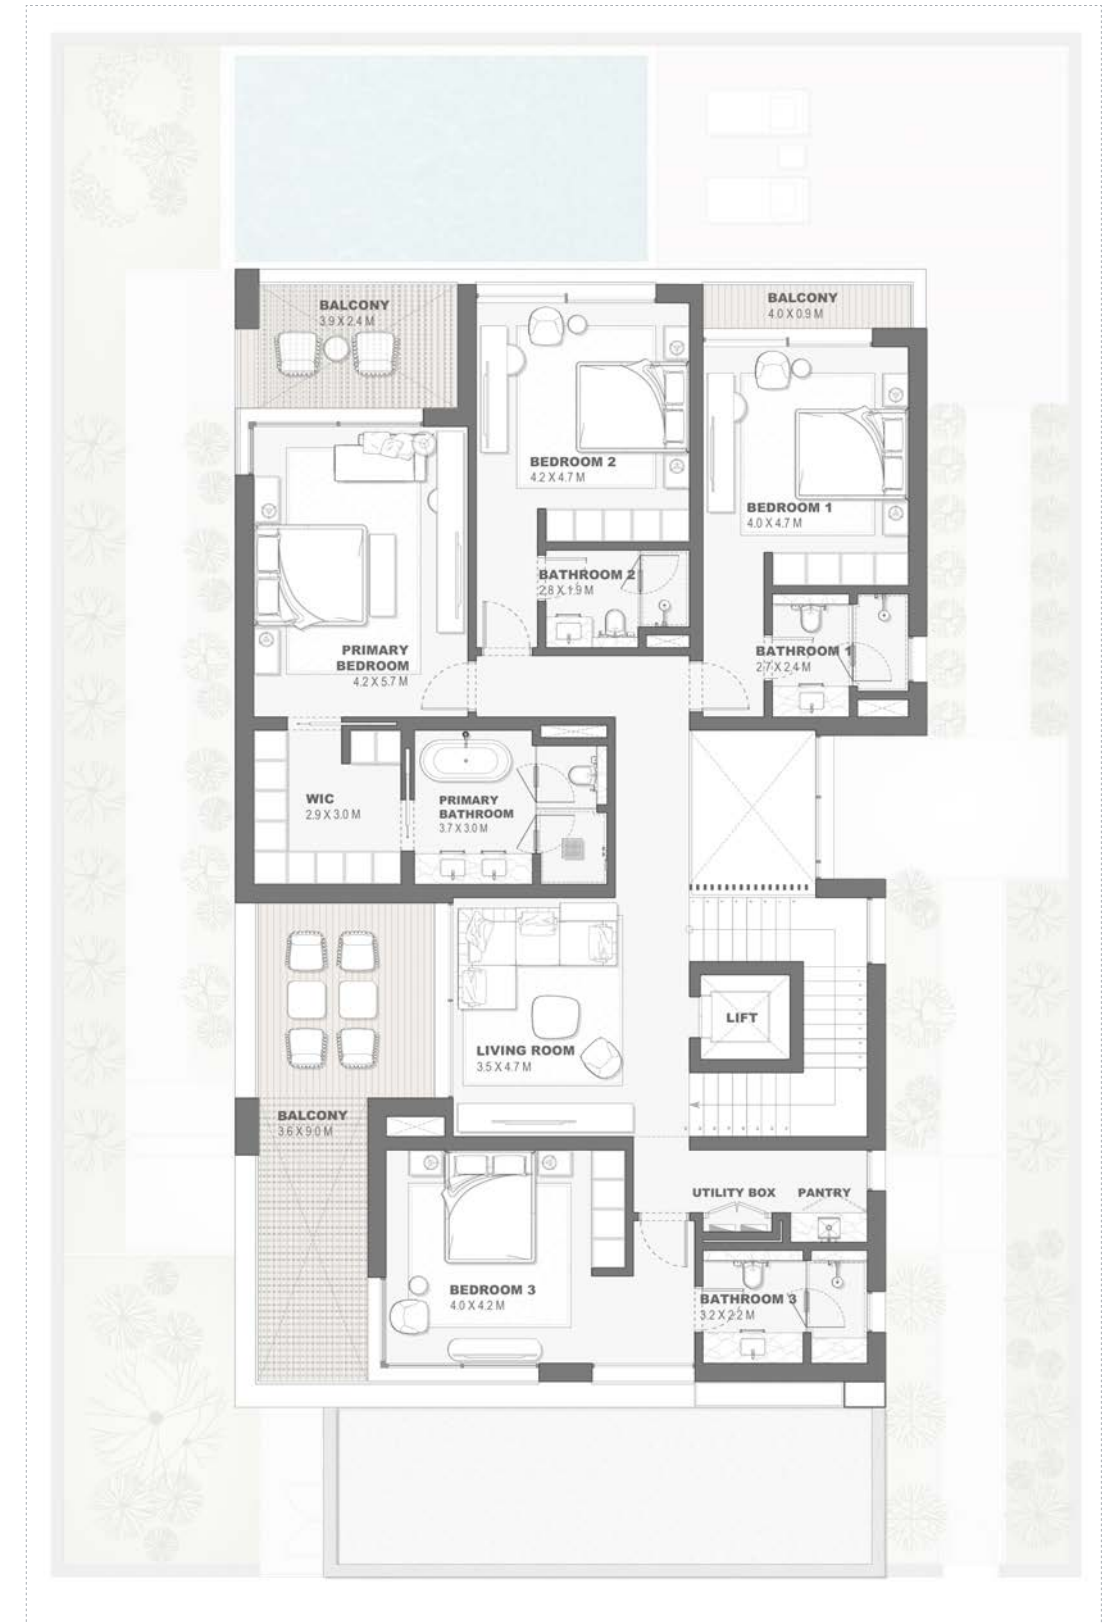 BALCONY
3.9 X 2.4 M
BALCONY
4.0 X 0.9 M
BEDROOM 2
4.2 X 4.7 M
BEDROOM 1
4.0 X 4.7 M
BATHROOM 2
2.8 X 1.9 M
PRIMARY
BEDROOM
4.2 X 5.7 M
BATHROOM 1
2.7 X 2.4 M
WIC
2.9 X 3.0 M
PRIMARY
BATHROOM
3.7 X 3.0 M
LIFT
LIVING ROOM
3.5 X 4.7 M
BALCONY
3.6 X 9.0 M
UTILITY BOX
PANTRY
BEDROOM 3
4.0 X 4.2 M
BATHROOM 3
3.2 X 2.2 M